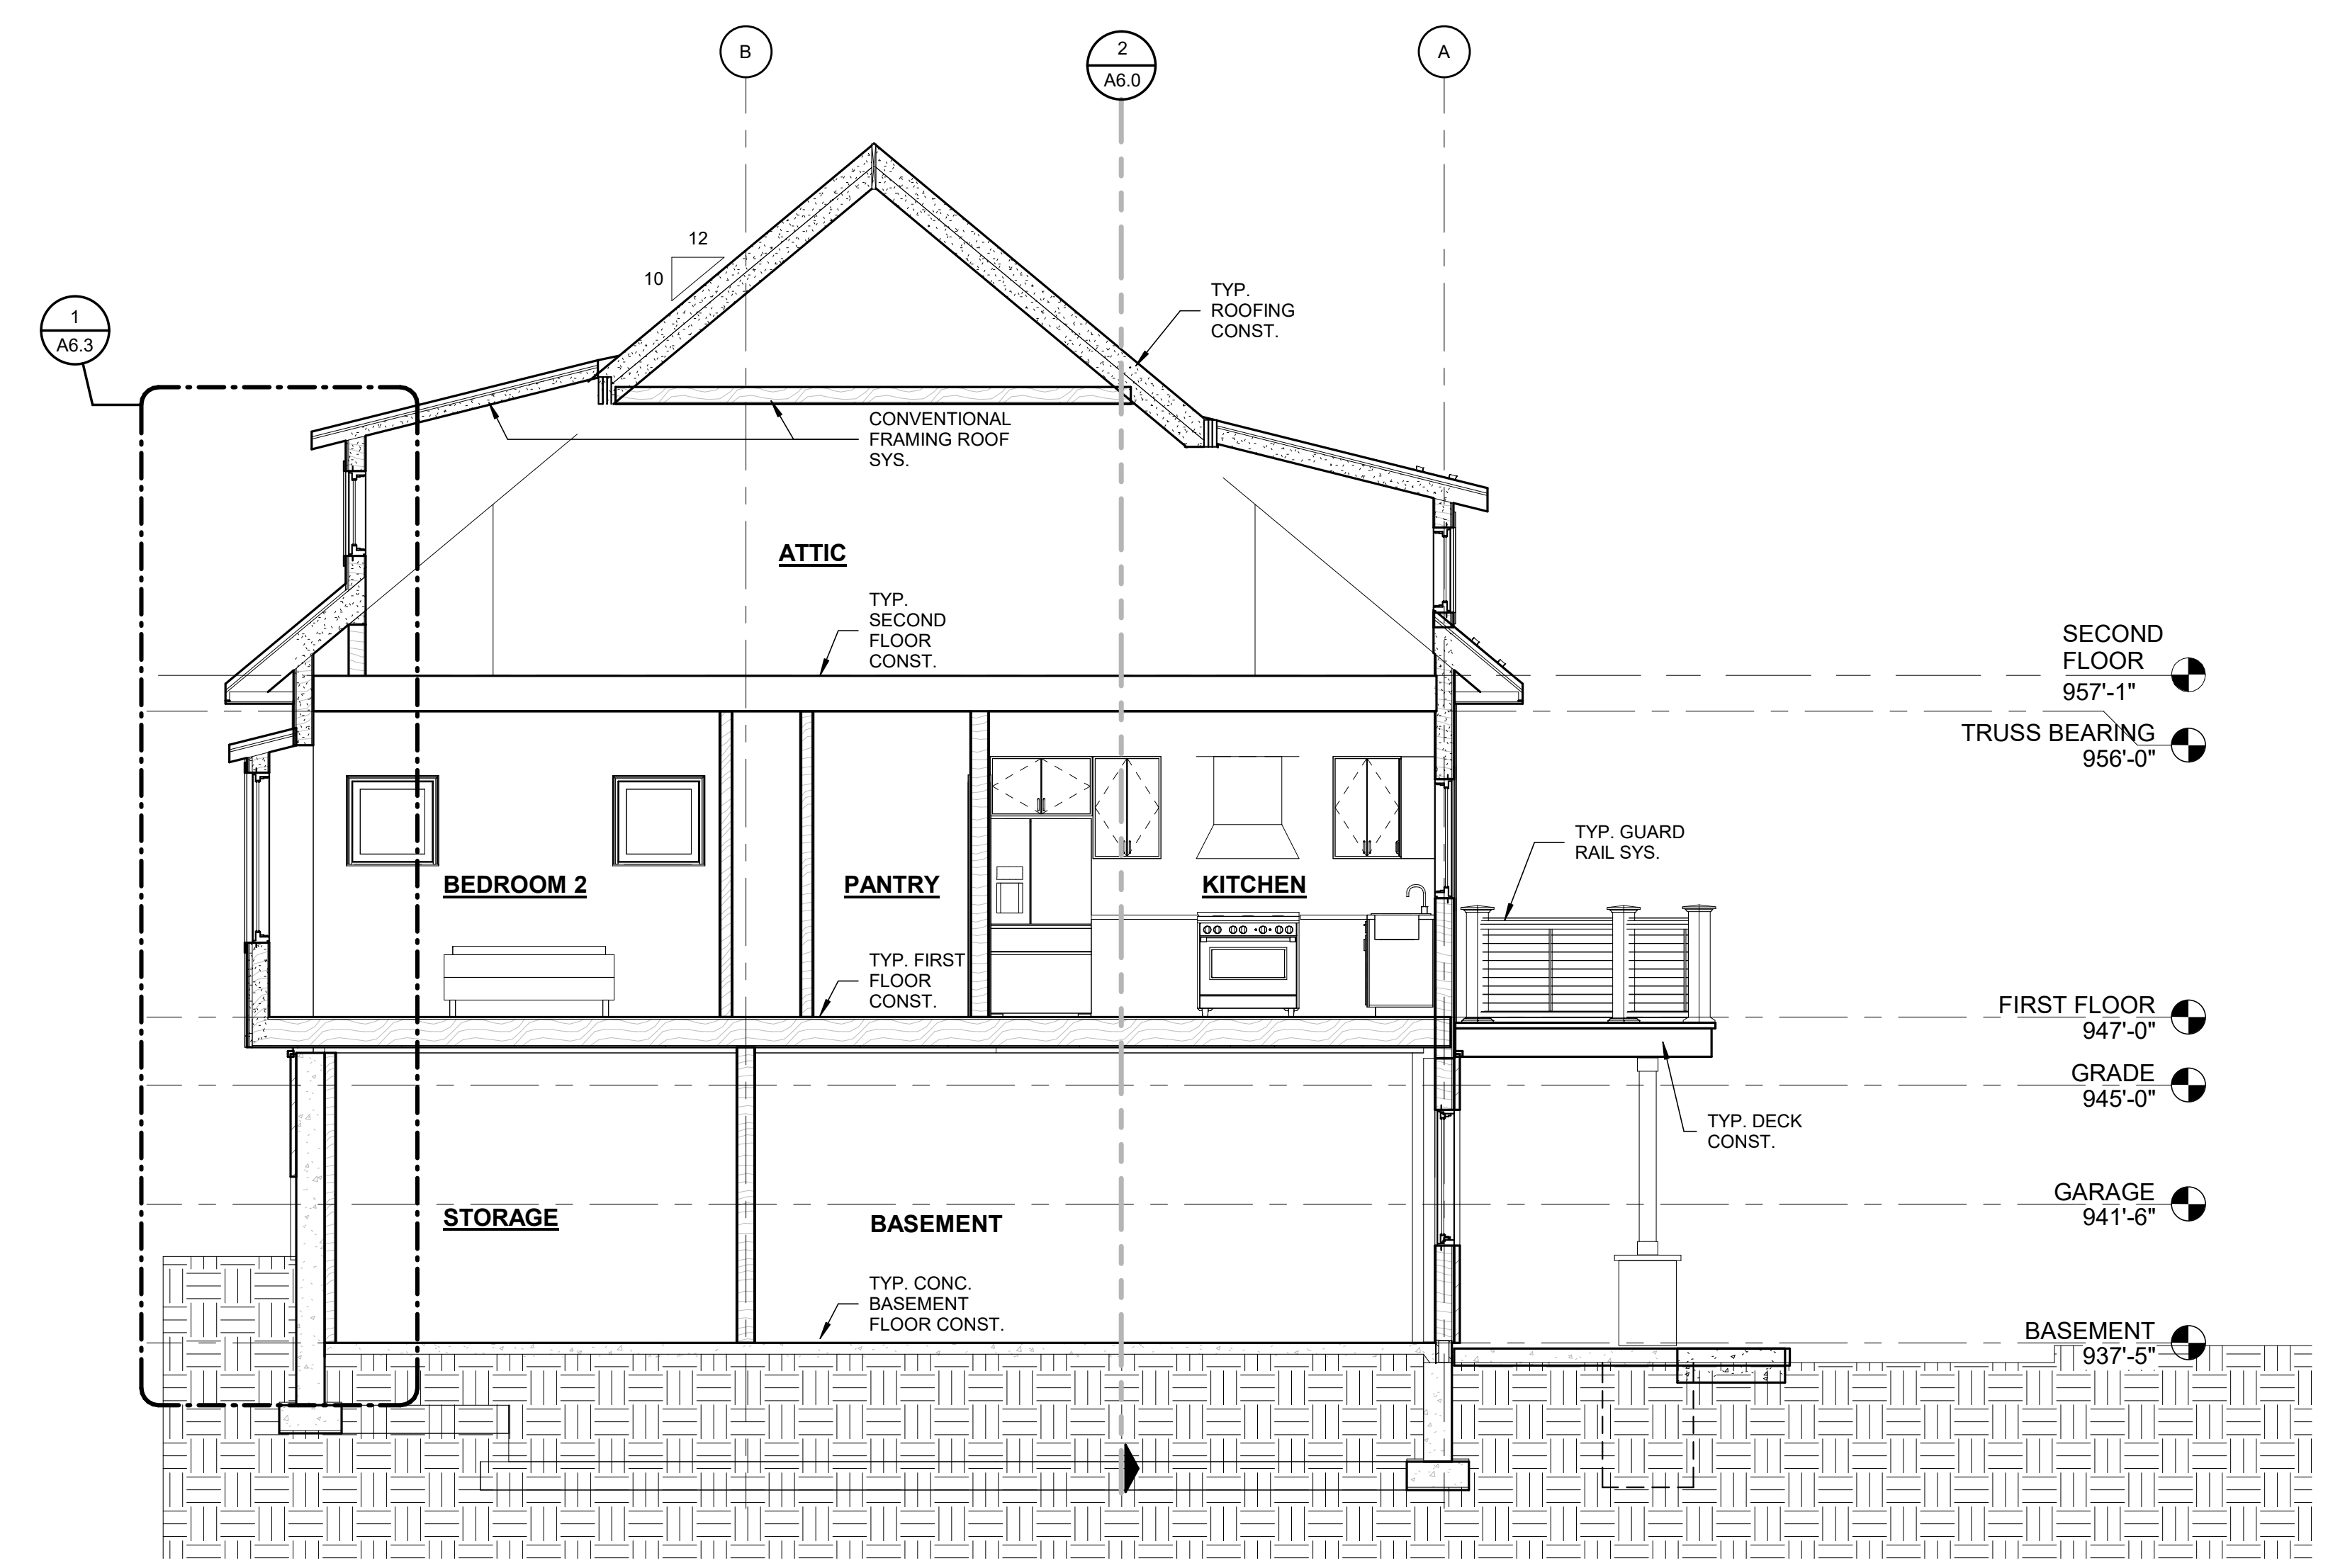 B
2
A6.0
A
12
10
TYP.
ROOFING
CONST.
1
A6.3
CONVENTIONAL
FRAMING ROOF
SYS.
ATTIC
TYP.
SECOND
FLOOR
CONST.
SECOND
FLOOR
957'-1"
TRUSS BEARING
956'-0"
TYP. GUARD
RAIL SYS.
BEDROOM 2
PANTRY
KITCHEN
TYP. FIRST
FLOOR
CONST.
FIRST FLOOR
947'-0"
GRADE
945'-0"
TYP. DECK
CONST.
GARAGE
941'-6"
STORAGE
BASEMENT
TYP. CONC.
BASEMENT
FLOOR CONST.
BASEMENT
937'-5"